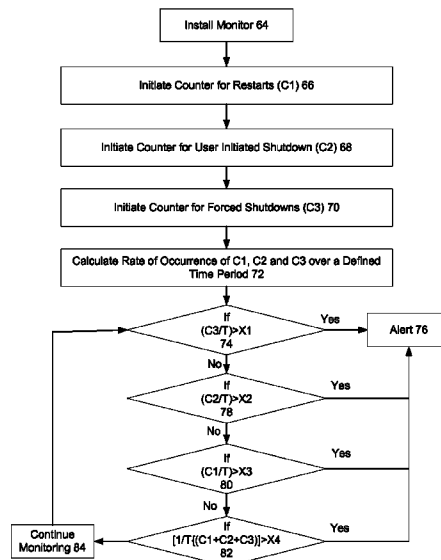 Install Monitor 64
Initiate Counter for Restarts (C1) 66
Initiate Counter for User Initiated Shutdown (C2) 68
Initiate Counter for Forced Shutdowns (C3) 70
Calculate Rate of Occurrence of C1, C2 and C3 over a Defined
Time Period 72
If
(C3/T)>X1
74
Yes
Alert 76
No
If
(C2/T)>X2
78
Yes
No
If
(C1/T)>X3
80
Yes
No
If
[1/T{(C1+C2+C3)]>X4
82
Yes
Continue
Monitoring 84